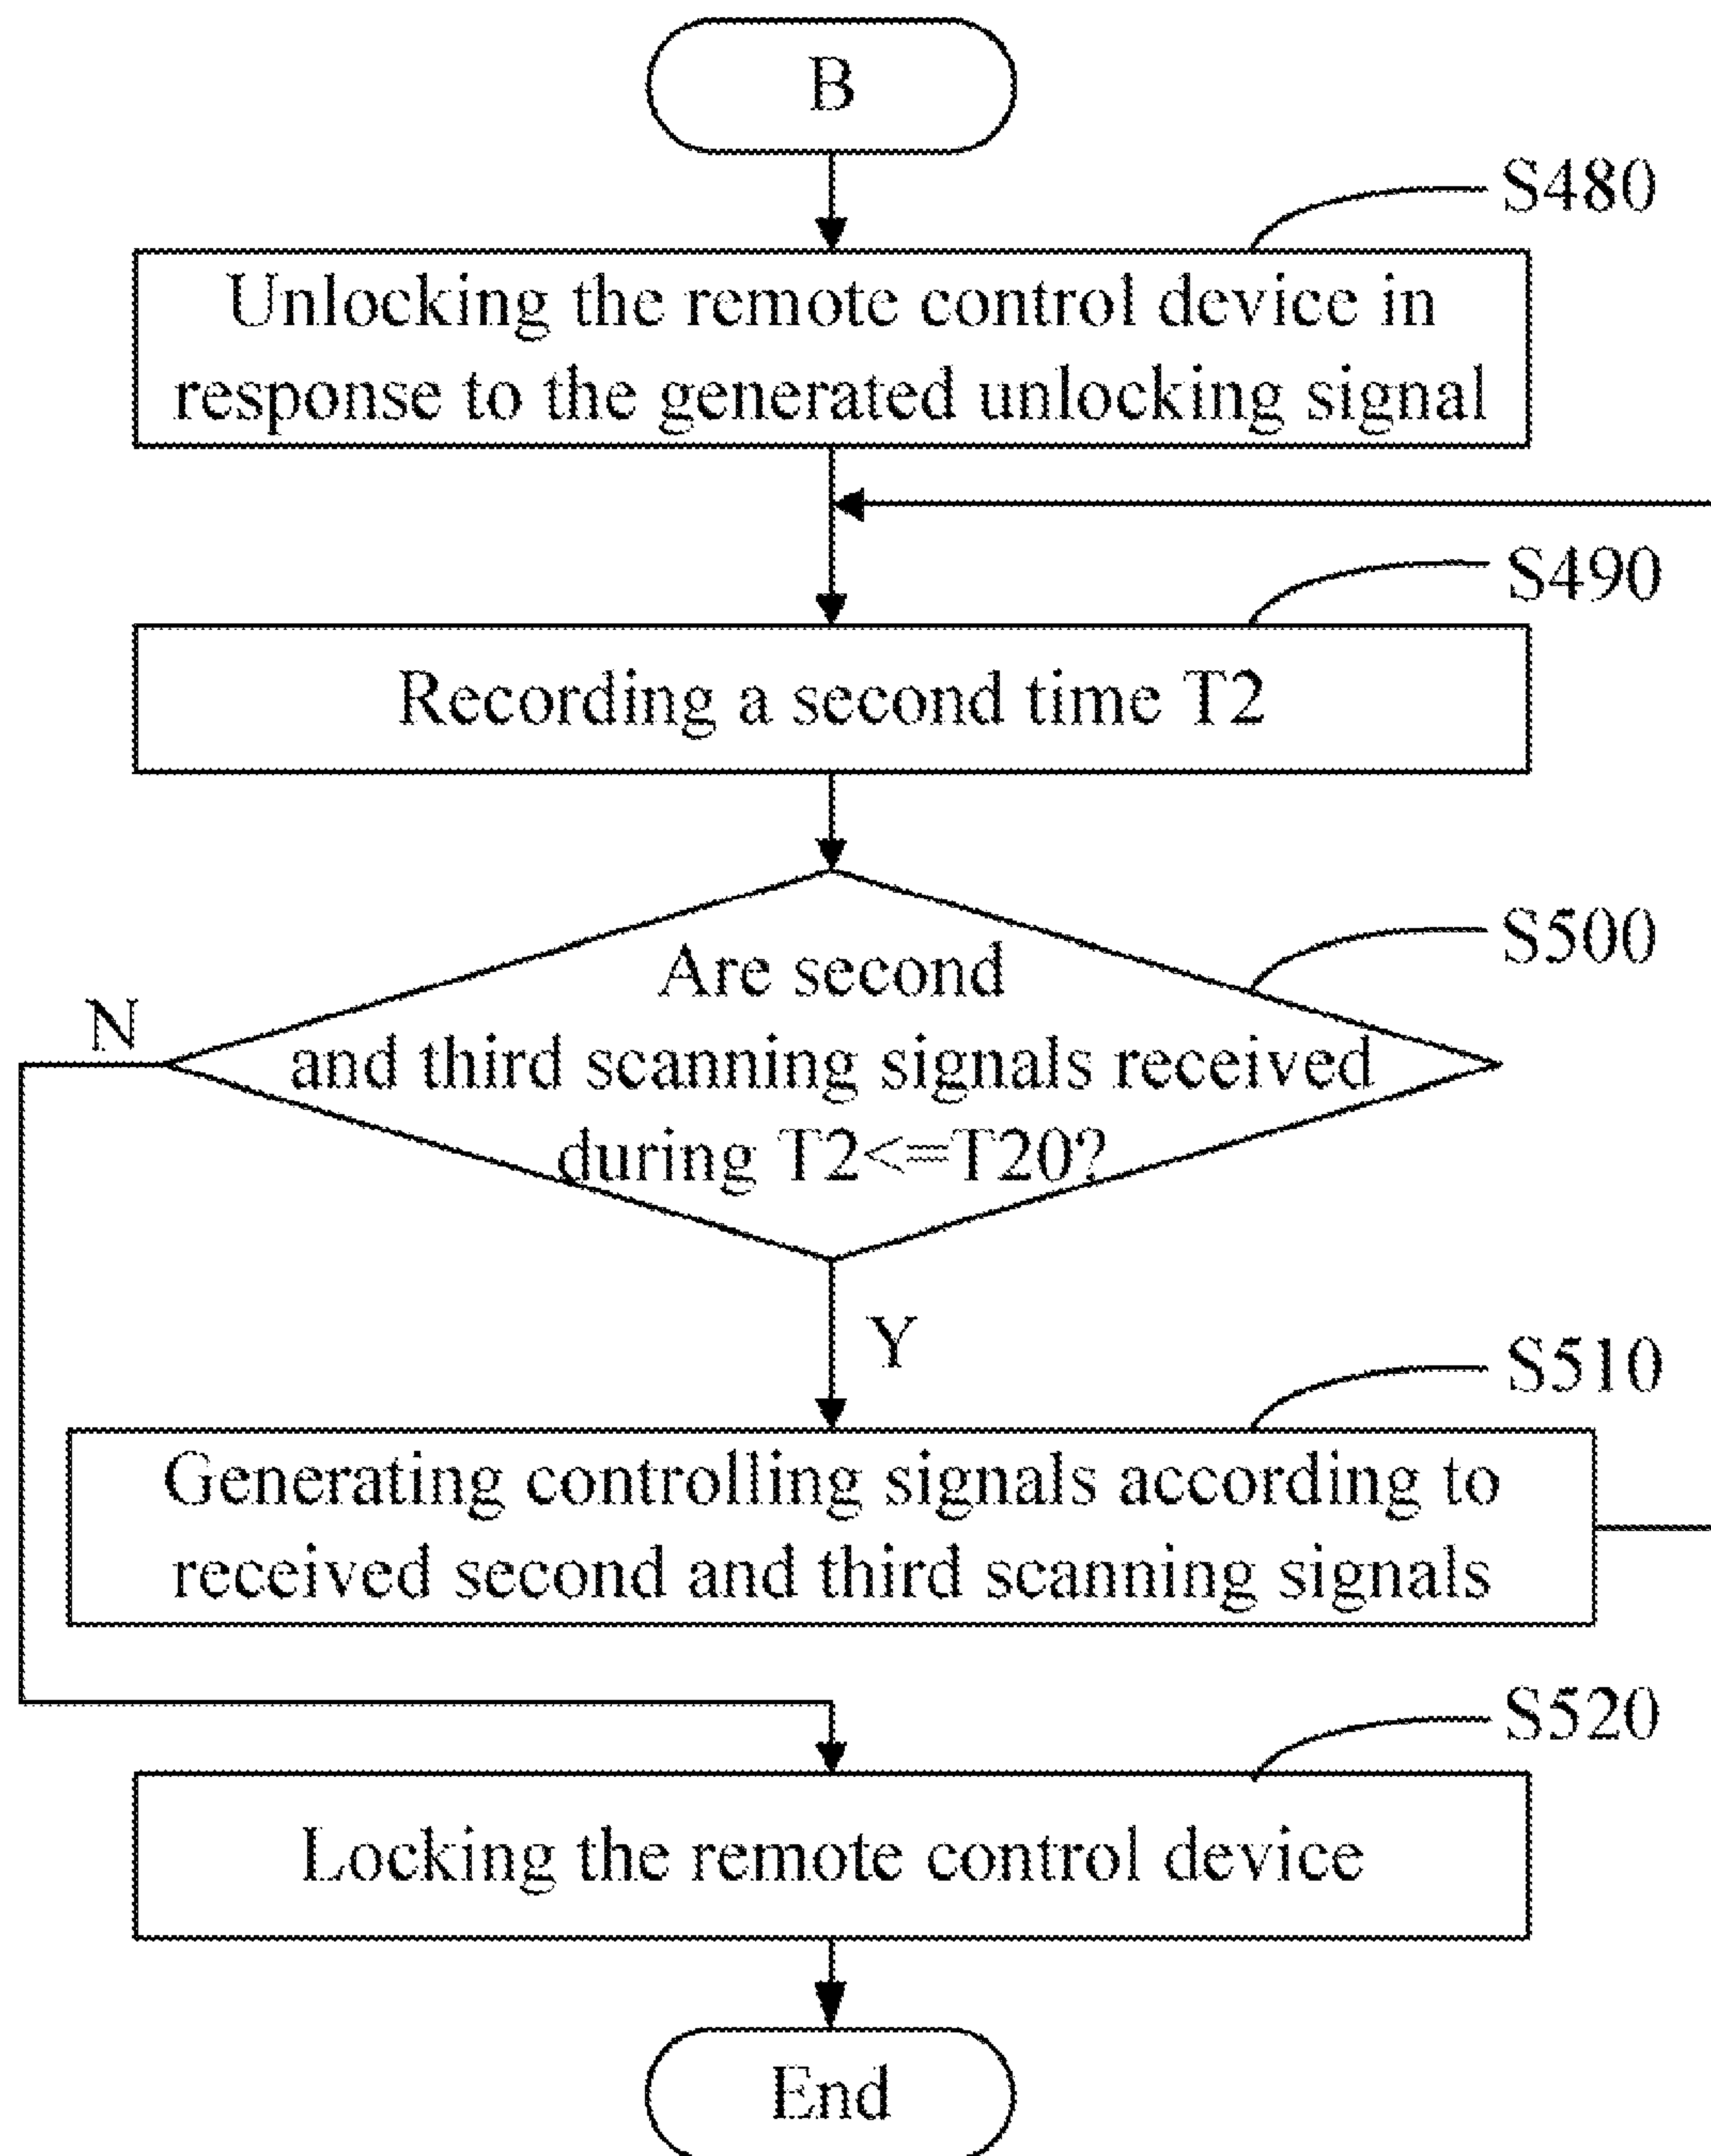 B
S480
Unlocking the remote control device in
response to the generated unlocking signal
S490
Recording a second time T2
S500
Are second
and third scanning signals received
during T2<=T20?
N
Y
S510
Generating controlling signals according to
received second and third scanning signals
S520
Locking the remote control device
End